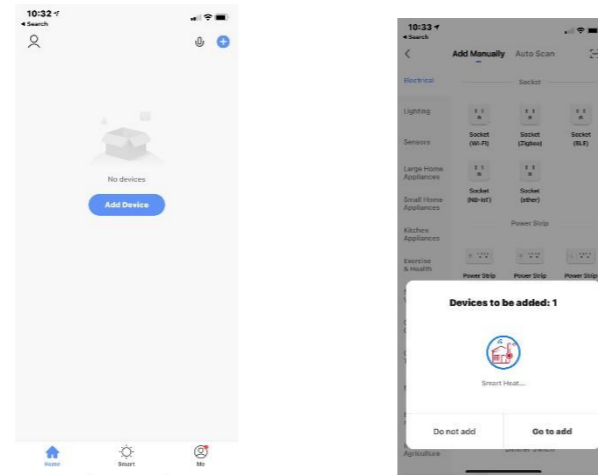 10:32
Search
No devices
Add Device
Home
Smart
Me
10:33
Search
Add Manually Auto Scan
Electrical
Socket
Lighting
Socket
(Wi-Fi)
Socket
(Zigbee)
Socket
(BLE)
Sensors
Large Home
Appliances
Socket
(NB-IoT)
Socket
(other)
Small Home
Appliances
Power Strip
Kitchen
Appliances
Exercise
& Health
Power Strip
Power Strip
Power Strip
Devices to be added: 1
Smart Heat...
Do not add
Go to add
Agriculture